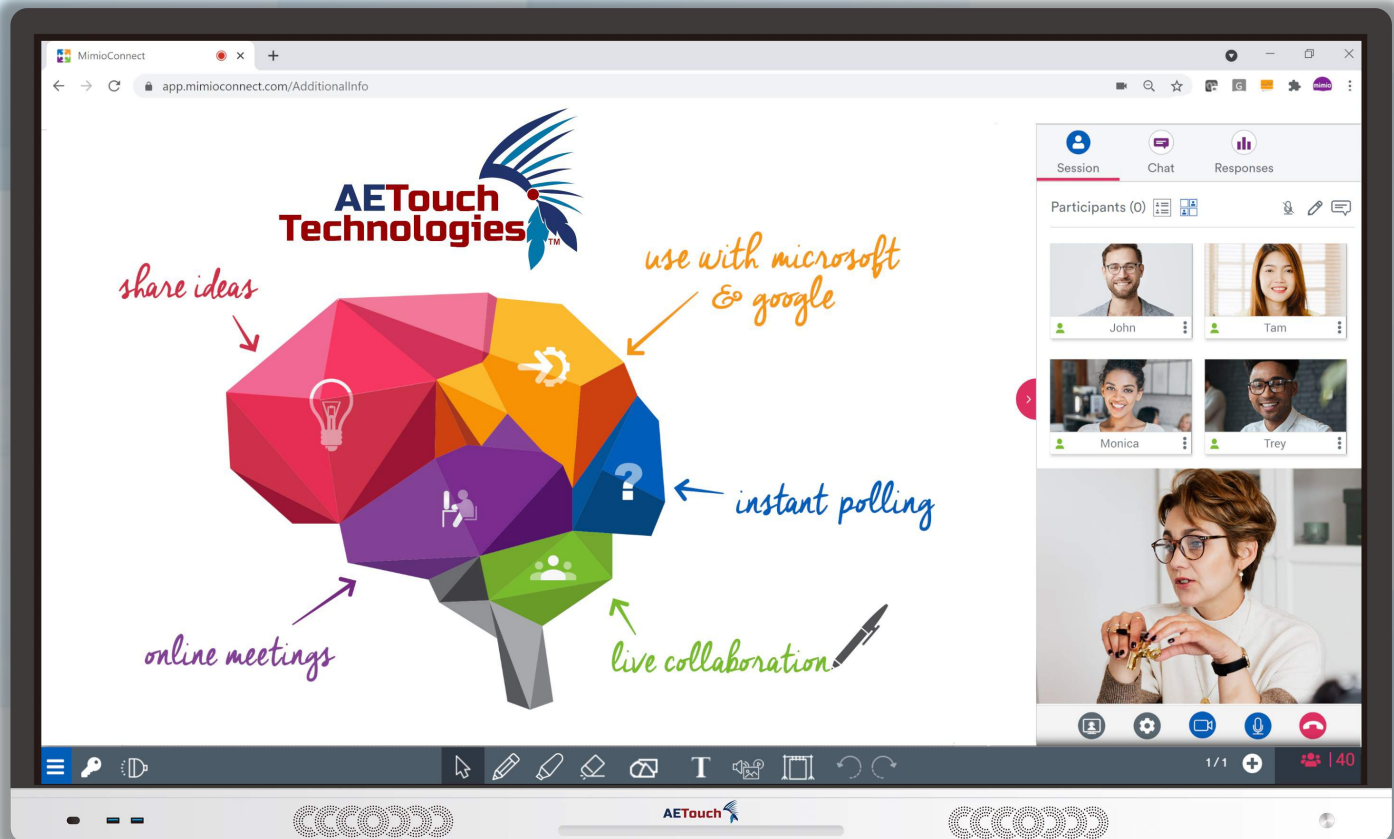 MimioConnect
app.mimioconnect.com/AdditionalInfo
G
mimio
AETouch
Technologies
TM
share ideas
use with microsoft
& google
instant polling
online meetings
live collaboration
?
Session
Chat
Responses
Participants (0)
John
Tam
Monica
Trey
T
1/1
| 40
AETouch